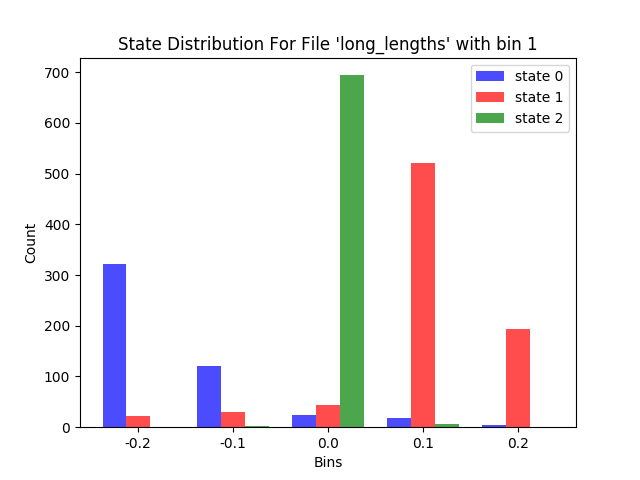 State Distribution For File 'long_lengths' with bin 1
state 0
state 1
state 2
Count
700
600
500
400
300
200
100
0
-0.2 -0.1 0.0 0.1 0.2
Bins